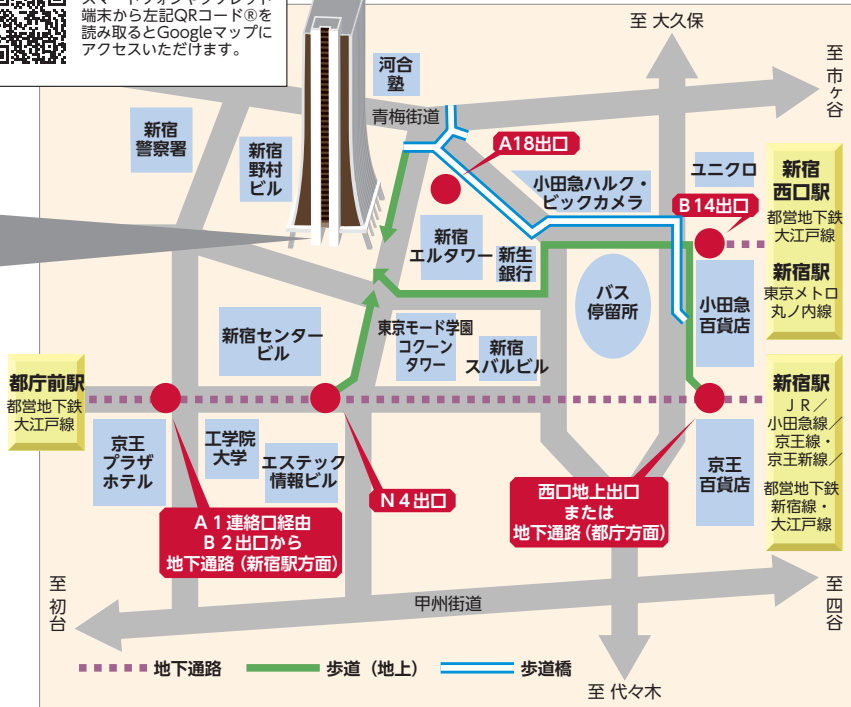 スマートフォンやタブレット
端末から左記QRコード®を
読み取るとGoogleマップに
アクセスいただけます。
至 大久保
至 市ヶ谷
河合
塾
青梅街道
新宿
警察署
新宿
野村
ビル
A18出口
ユニクロ
小田急ハルク・
ビックカメラ
B14出口
新宿
西口駅
都営地下鉄
大江戸線
新宿駅
東京メトロ
丸ノ内線
新宿
エルタワー
新生
銀行
バス
停留所
小田急
百貨店
新宿センター
ビル
東京モード学園
コクーン
タワー
新宿
スバルビル
都庁前駅
都営地下鉄
大江戸線
新宿駅
ＪＲ／
小田急線／
京王線・
京王新線／
都営地下鉄
新宿線・
大江戸線
京王
プラザ
ホテル
工学院
大学
エステック
情報ビル
京王
百貨店
N４出口
A１連絡口経由
B２出口から
地下通路（新宿駅方面）
西口地上出口
または
地下通路（都庁方面）
至 初台
甲州街道
至 四谷
地下通路
歩道（地上）
歩道橋
至 代々木